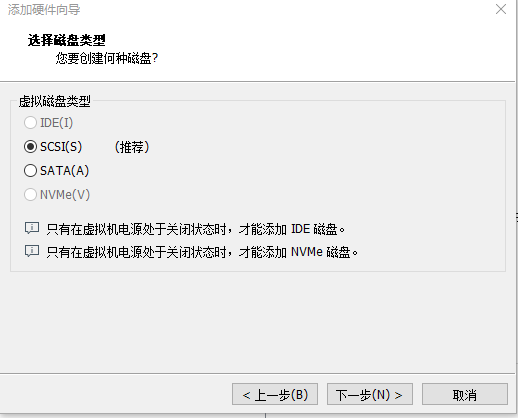 添加硬件向导
选择磁盘类型
您要创建何种磁盘?
虚拟磁盘类型
IDE(I)
SCSI(S) （推荐）
SATA(A)
NVMe(V)
只有在虚拟机电源处于关闭状态时，才能添加 IDE 磁盘。
只有在虚拟机电源处于关闭状态时，才能添加 NVMe 磁盘。
< 上一步(B) 下一步(N) > 取消